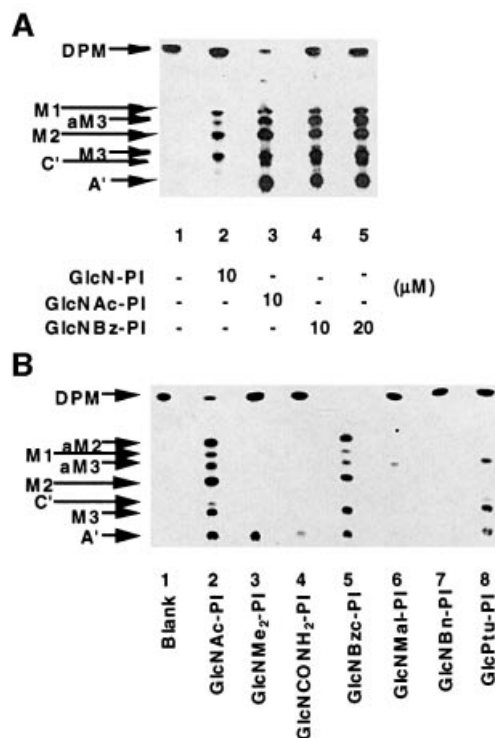 A
DPM
M1
aM3
M2
M3
C'
A'
1 2 3 4 5
GlcN-PI - 10 - - -
GlcNAc-PI - - 10 - -
GlcNBz-PI - - - 10 20
(μM)
B
DPM
aM2
M1
aM3
M2
C'
M3
A'
1 2 3 4 5 6 7 8
Blank
GlcNAc-PI
GlcNMe₂-PI
GlcNCONH₂-PI
GlcNBzc-PI
GlcNMal-PI
GlcNBn-PI
GlcPtu-PI